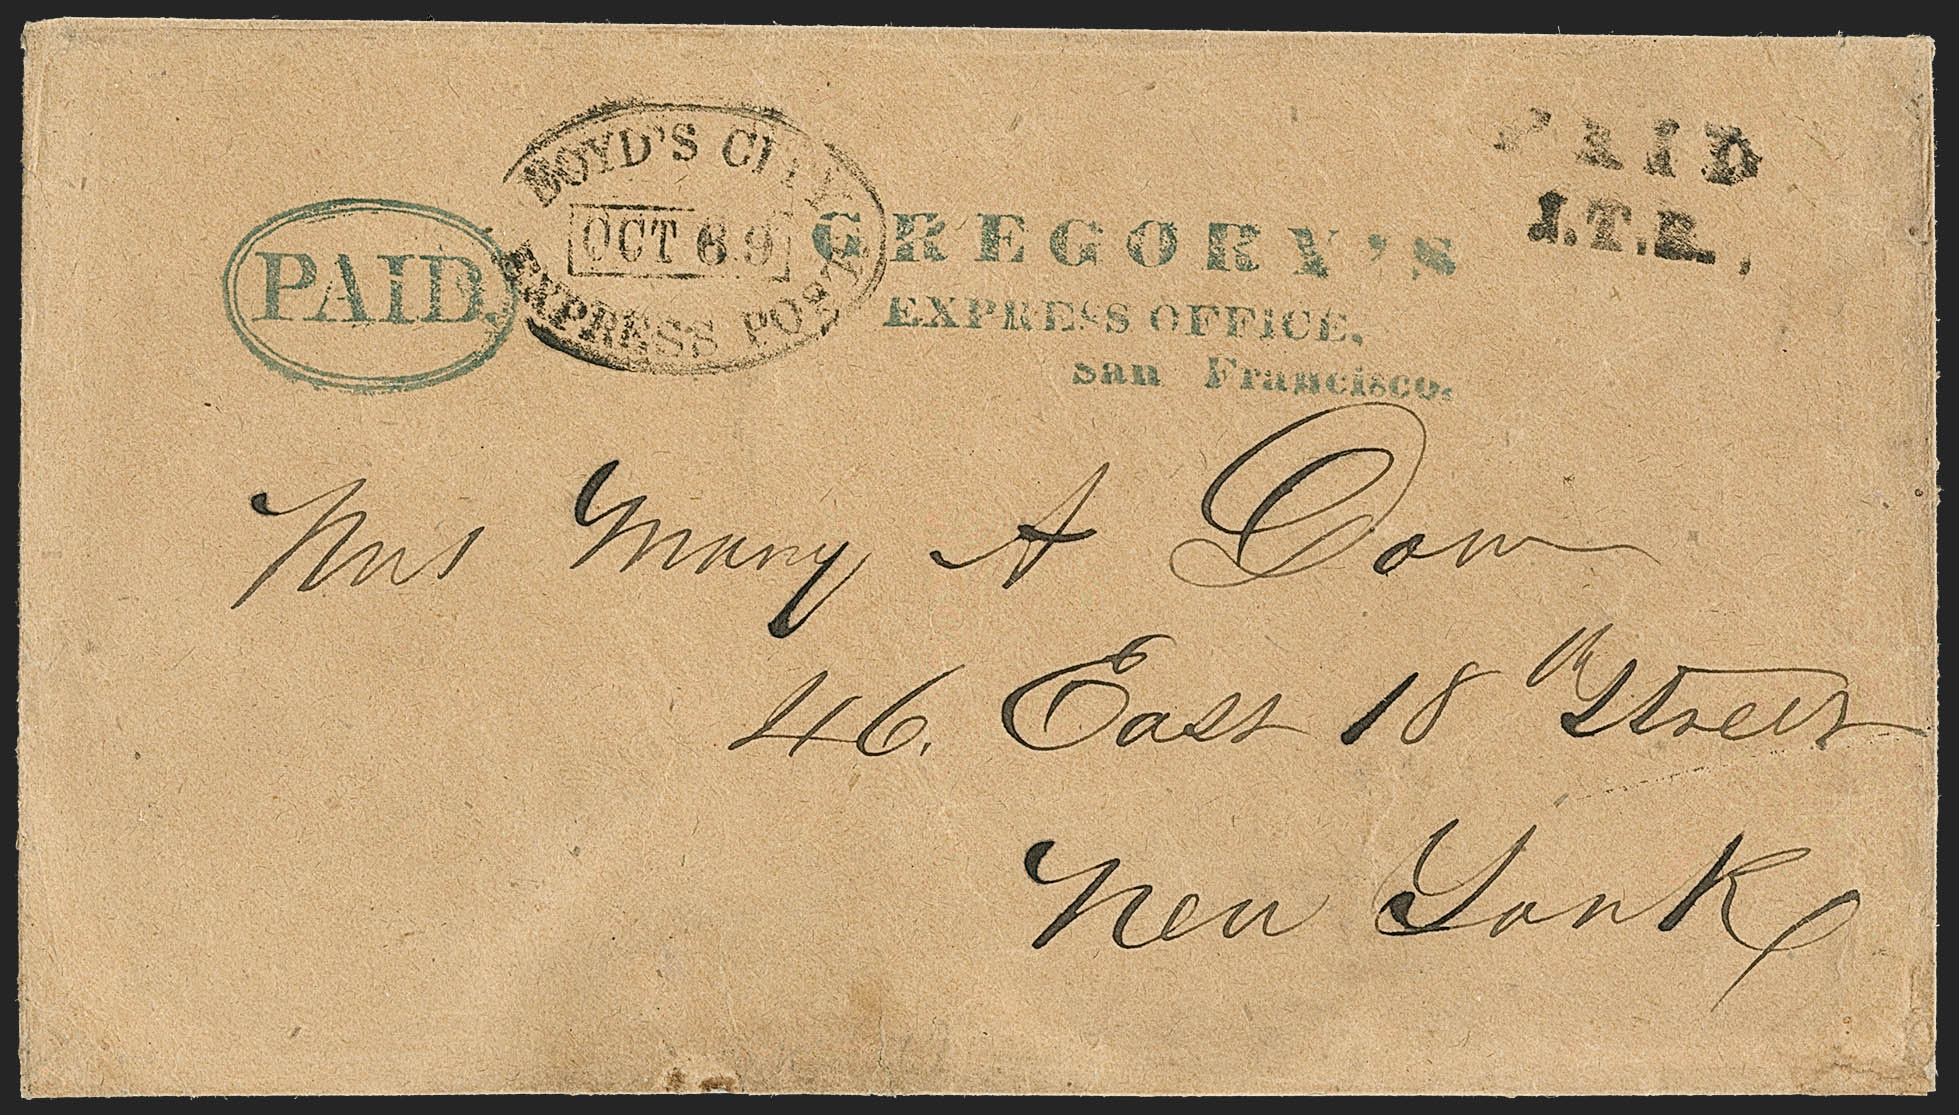 PAID.
BOYD'S CITY
OCT 6 9
EXPRESS POST
GREGORY'S
EXPRESS OFFICE,
San Francisco.
PAID
J.T.B.,
Mrs Mary A Dow
46. East 18th Street
New York